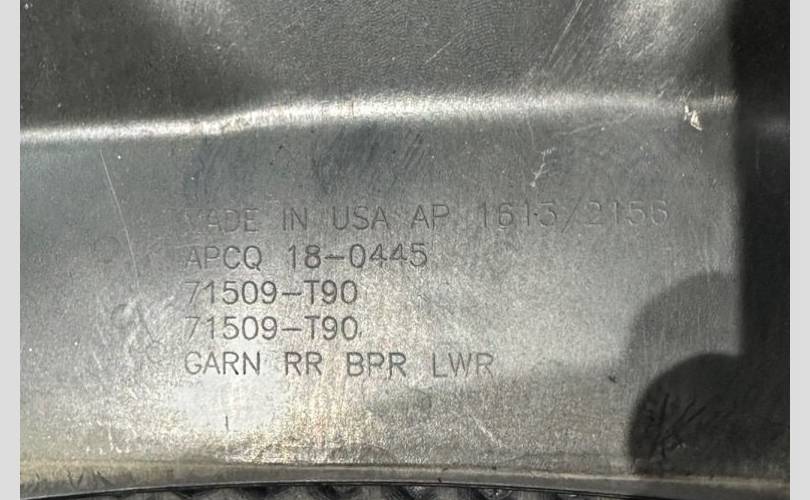 MADE IN USA AP 1613/2156
APCQ 18-0445
71509-T90
71509-T90
GARN RR BPR LWR